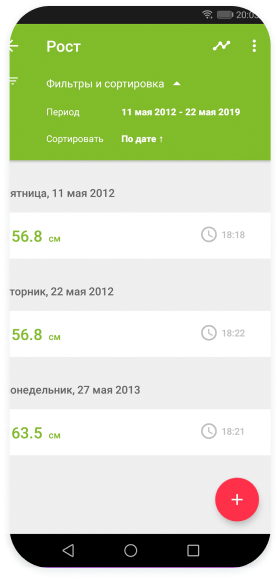 20:03
Рост
Фильтры и сортировка
Период 11 мая 2012 - 22 мая 2019
Сортировать По дате ↑
ятница, 11 мая 2012
56.8 см 18:18
торник, 22 мая 2012
56.8 см 18:22
онедельник, 27 мая 2013
63.5 см 18:21